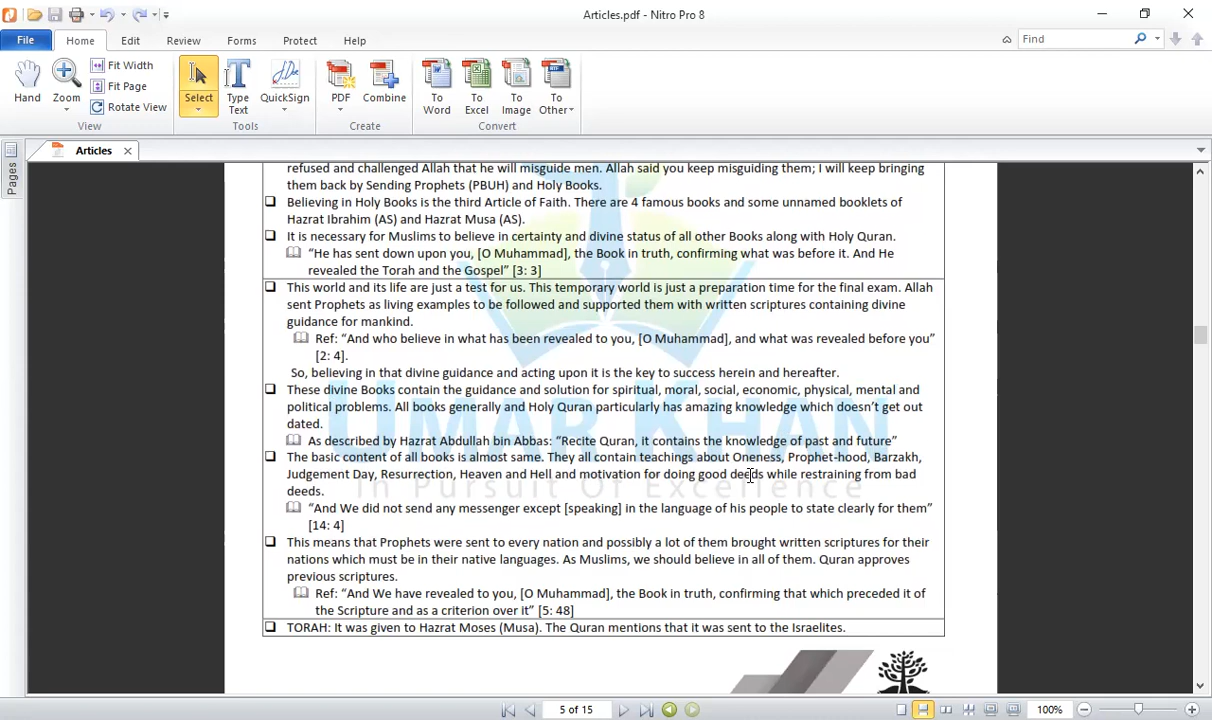 Articles.pdf - Nitro Pro 8
File Home Edit Review Forms Protect Help Find
Hand Zoom Fit Width Fit Page Rotate View Select Type Text QuickSign PDF Combine To Word To Excel To Image To Other
View Tools Create Convert
Articles
Pages
refused and challenged Allah that he will misguide men. Allah said you keep misguiding them; I will keep bringing
them back by Sending Prophets (PBUH) and Holy Books.
❑ Believing in Holy Books is the third Article of Faith. There are 4 famous books and some unnamed booklets of
Hazrat Ibrahim (AS) and Hazrat Musa (AS).
❑ It is necessary for Muslims to believe in certainty and divine status of all other Books along with Holy Quran.
“He has sent down upon you, [O Muhammad], the Book in truth, confirming what was before it. And He
revealed the Torah and the Gospel” [3: 3]
❑ This world and its life are just a test for us. This temporary world is just a preparation time for the final exam. Allah
sent Prophets as living examples to be followed and supported them with written scriptures containing divine
guidance for mankind.
Ref: “And who believe in what has been revealed to you, [O Muhammad], and what was revealed before you”
[2: 4].
So, believing in that divine guidance and acting upon it is the key to success herein and hereafter.
❑ These divine Books contain the guidance and solution for spiritual, moral, social, economic, physical, mental and
political problems. All books generally and Holy Quran particularly has amazing knowledge which doesn’t get out
dated.
As described by Hazrat Abdullah bin Abbas: “Recite Quran, it contains the knowledge of past and future”
❑ The basic content of all books is almost same. They all contain teachings about Oneness, Prophet-hood, Barzakh,
Judgement Day, Resurrection, Heaven and Hell and motivation for doing good deeds while restraining from bad
deeds.
“And We did not send any messenger except [speaking] in the language of his people to state clearly for them”
[14: 4]
❑ This means that Prophets were sent to every nation and possibly a lot of them brought written scriptures for their
nations which must be in their native languages. As Muslims, we should believe in all of them. Quran approves
previous scriptures.
Ref: “And We have revealed to you, [O Muhammad], the Book in truth, confirming that which preceded it of
the Scripture and as a criterion over it” [5: 48]
❑ TORAH: It was given to Hazrat Moses (Musa). The Quran mentions that it was sent to the Israelites.
UMAR KHAN
In Pursuit Of Excellence
5 of 15
100%